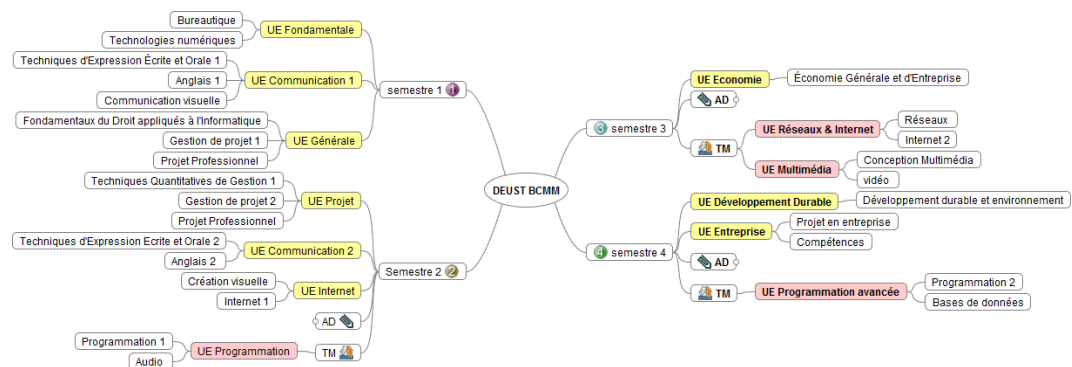 DEUST BCMM
semestre 1
1
UE Fondamentale
Bureautique
Technologies numériques
UE Communication 1
Techniques d'Expression Écrite et Orale 1
Anglais 1
Communication visuelle
UE Générale
Fondamentaux du Droit appliqués à l'Informatique
Gestion de projet 1
Projet Professionnel
Semestre 2
2
UE Projet
Techniques Quantitatives de Gestion 1
Gestion de projet 2
Projet Professionnel
UE Communication 2
Techniques d'Expression Ecrite et Orale 2
Anglais 2
UE Internet
Création visuelle
Internet 1
AD
TM
UE Programmation
Programmation 1
Audio
3
semestre 3
UE Economie
Économie Générale et d'Entreprise
AD
TM
UE Réseaux & Internet
Réseaux
Internet 2
UE Multimédia
Conception Multimédia
vidéo
4
semestre 4
UE Développement Durable
Développement durable et environnement
UE Entreprise
Projet en entreprise
Compétences
AD
TM
UE Programmation avancée
Programmation 2
Bases de données